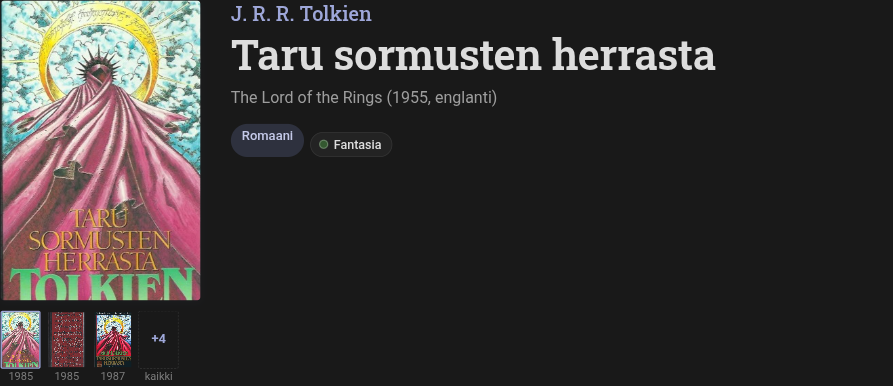 J. R. R. Tolkien
Taru sormusten herrasta
The Lord of the Rings (1955, englanti)
Romaani
Fantasia
TARU
SORMUSTEN
HERRASTA
TOLKIEN
+4
1985
1985
1987
kaikki